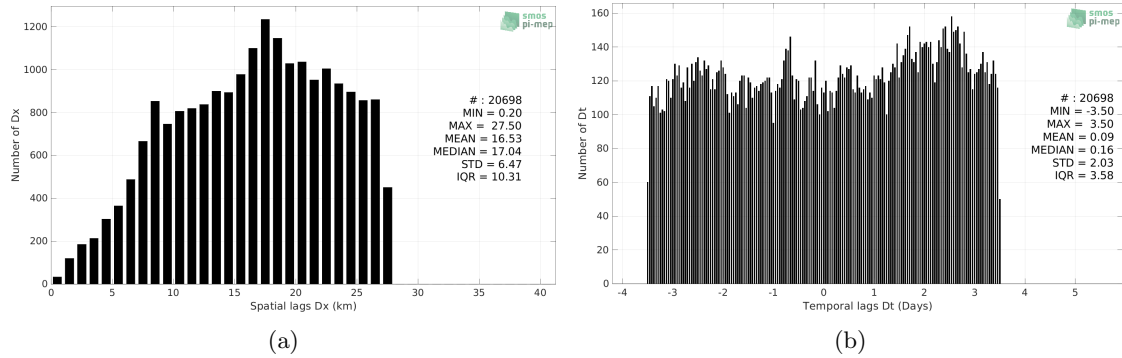 smos
pi-mep
1200
1000
800
600
400
200
0
Number of Dx
# : 20698
MIN = 0.20
MAX = 27.50
MEAN = 16.53
MEDIAN = 17.04
STD = 6.47
IQR = 10.31
0 5 10 15 20 25 30 35 40
Spatial lags Dx (km)
(a)
smos
pi-mep
160
140
120
100
80
60
40
20
0
Number of Dt
# : 20698
MIN = -3.50
MAX = 3.50
MEAN = 0.09
MEDIAN = 0.16
STD = 2.03
IQR = 3.58
-4 -3 -2 -1 0 1 2 3 4 5
Temporal lags Dt (Days)
(b)